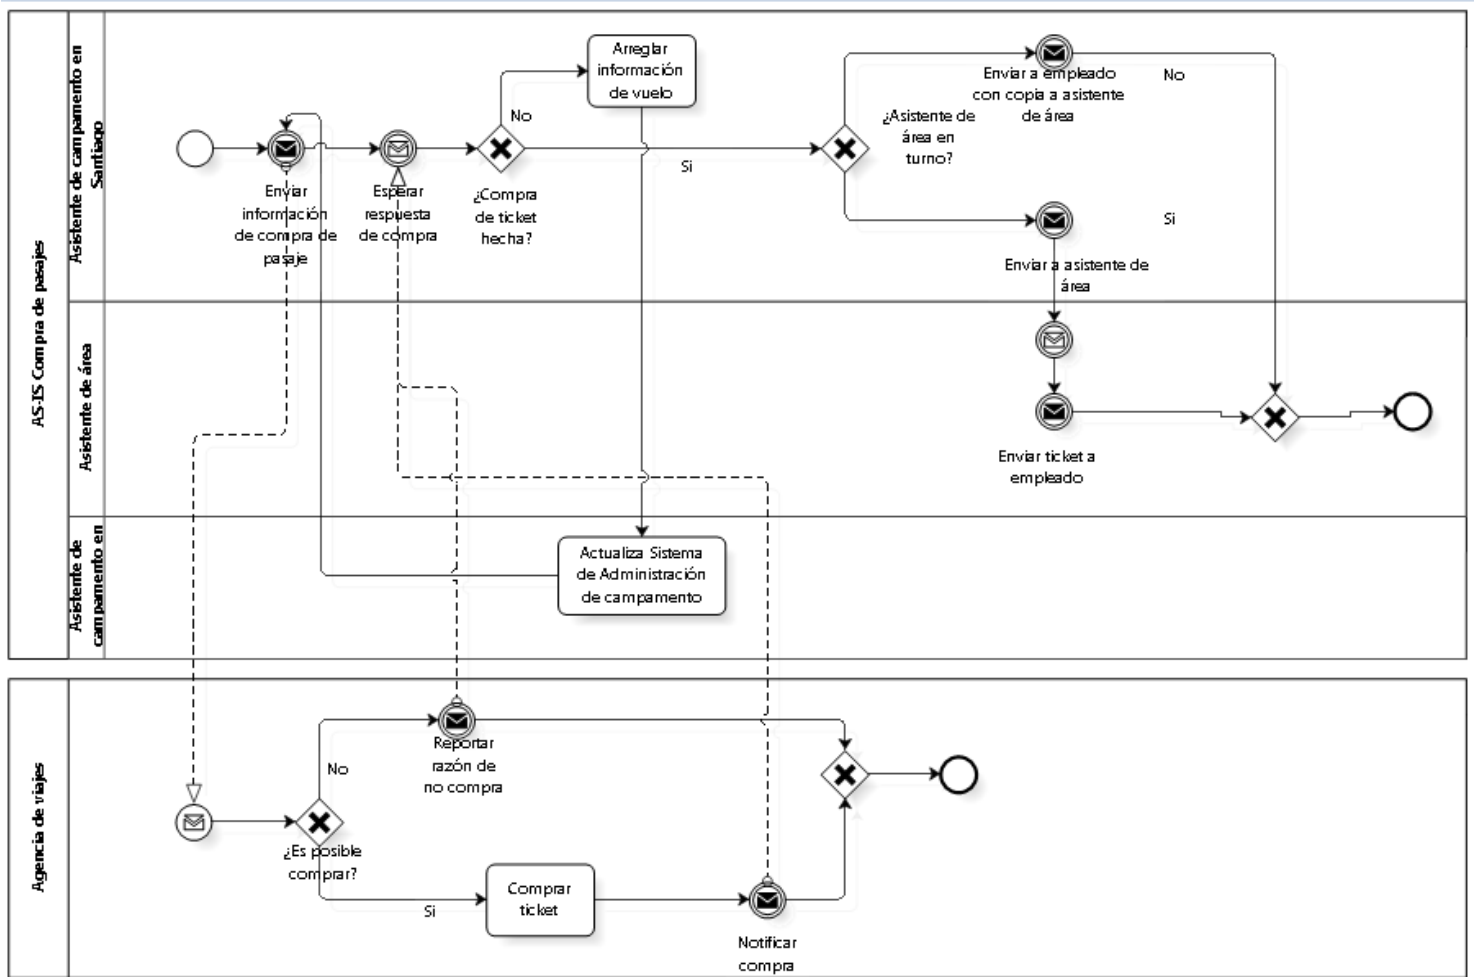 AS-IS Compra de pasajes
Asistente de campamento en
Santiago
Arreglar
información
de vuelo
No
Enviar
información
de compra de
pasaje
Esperar
respuesta
de compra
¿Compra
de ticket
hecha?
Si
¿Asistente de
área en
turno?
Enviar a empleado
con copia a asistente
de área
No
Si
Enviar a asistente de
área
Asistente de área
Enviar ticket a
empleado
Asistente de
campamento en
Actualiza Sistema
de Administración
de campamento
Agencia de viajes
Reportar
razón de
no compra
No
¿Es posible
comprar?
Si
Comprar
ticket
Notificar
compra